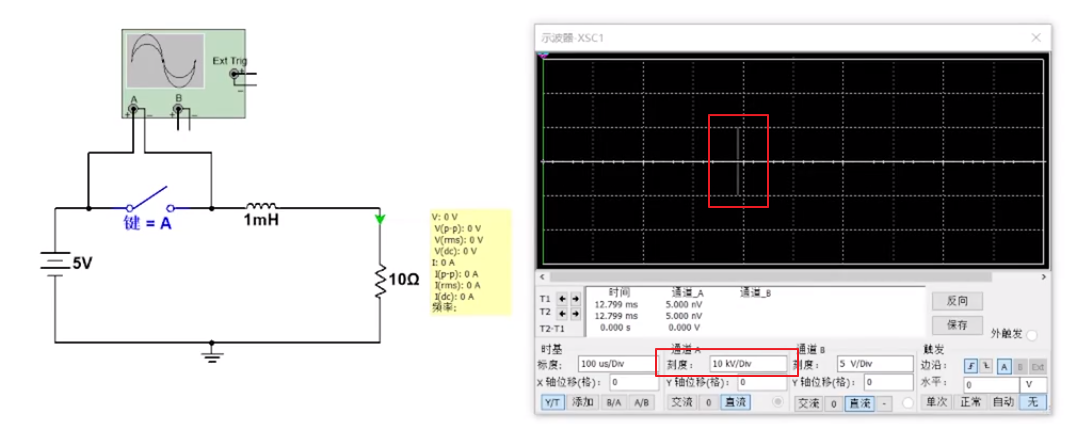 Ext Trig
A
B
键 = A
1mH
5V
10Ω
V: 0 V
V(p-p): 0 V
V(rms): 0 V
V(dc): 0 V
I: 0 A
I(p-p): 0 A
I(rms): 0 A
I(dc): 0 A
频率:
示波器-XSC1
时间 通道_A 通道_B
T1 12.799 ms 5.000 nV
T2 12.799 ms 5.000 nV
T2-T1 0.000 s 0.000 V
反向
保存
外触发
时基 通道 A 通道 B 触发
标度: 100 us/Div 刻度: 10 kV/Div 刻度: 5 V/Div 边沿: A B Ext
X 轴位移(格): 0 Y 轴位移(格): 0 Y 轴位移(格): 0 水平: 0 V
Y/T 添加 B/A A/B 交流 0 直流 交流 0 直流 - 单次 正常 自动 无